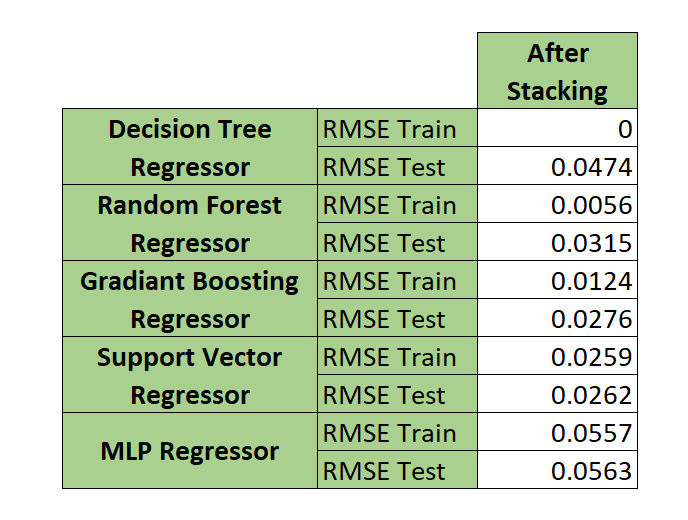 After
Stacking
Decision Tree
Regressor
RMSE Train
0
RMSE Test
0.0474
Random Forest
Regressor
RMSE Train
0.0056
RMSE Test
0.0315
Gradiant Boosting
Regressor
RMSE Train
0.0124
RMSE Test
0.0276
Support Vector
Regressor
RMSE Train
0.0259
RMSE Test
0.0262
MLP Regressor
RMSE Train
0.0557
RMSE Test
0.0563